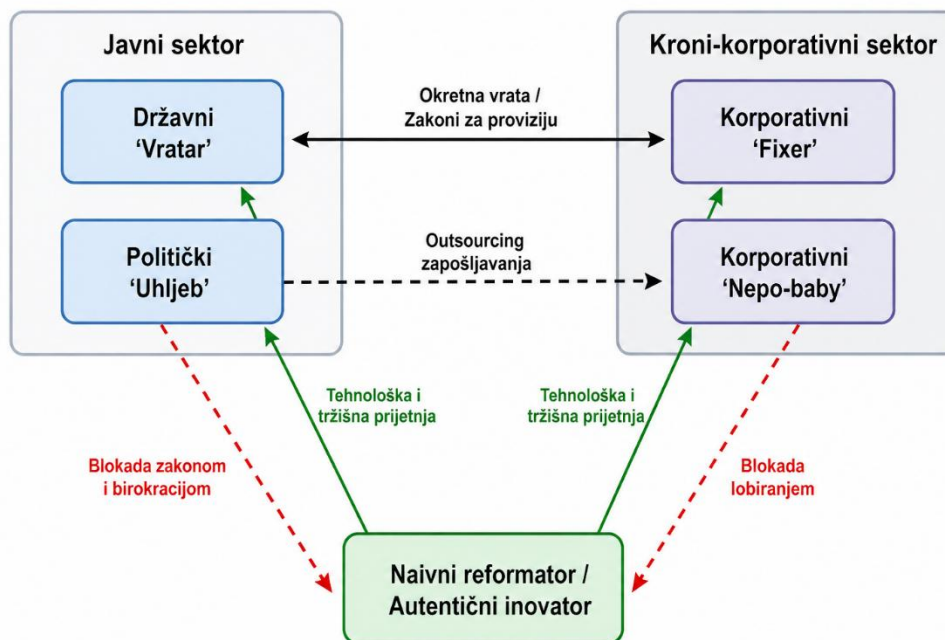 Javni sektor
Kroni-korporativni sektor
Državni
‘Vratar’
Okretna vrata /
Zakoni za proviziju
Korporativni
‘Fixer’
Politički
‘Uhljeb’
Outsourcing
zapošljavanja
Korporativni
‘Nepo-baby’
Tehnološka i
tržišna prijetnja
Tehnološka i
tržišna prijetnja
Blokada zakonom
i birokracijom
Blokada
lobiranjem
Naivni reformator /
Autentični inovator